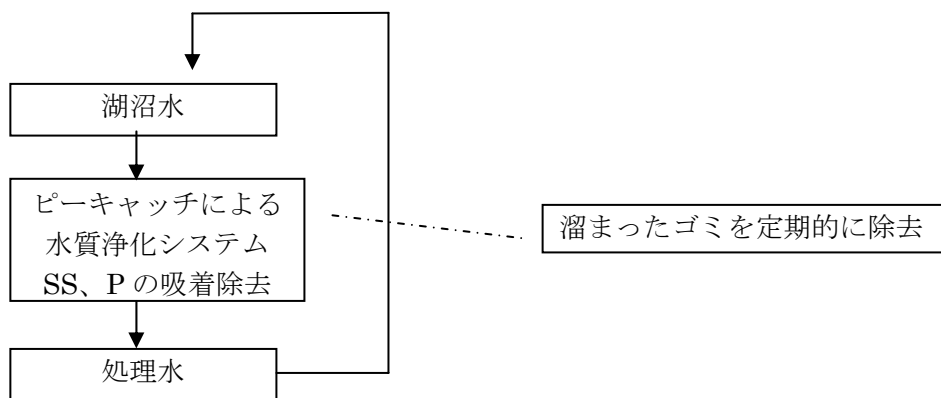 湖沼水
ピーキャッチによる
水質浄化システム
SS、P の吸着除去
溜まったゴミを定期的に除去
処理水